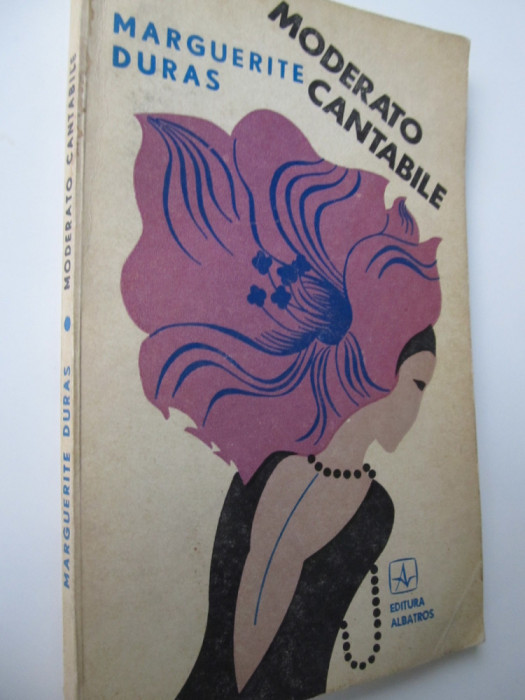 MARGUERITE
DURAS
MODERATO
CANTABILE
EDITURA
ALBATROS
MARGUERITE DURAS • MODERATO CANTABILE